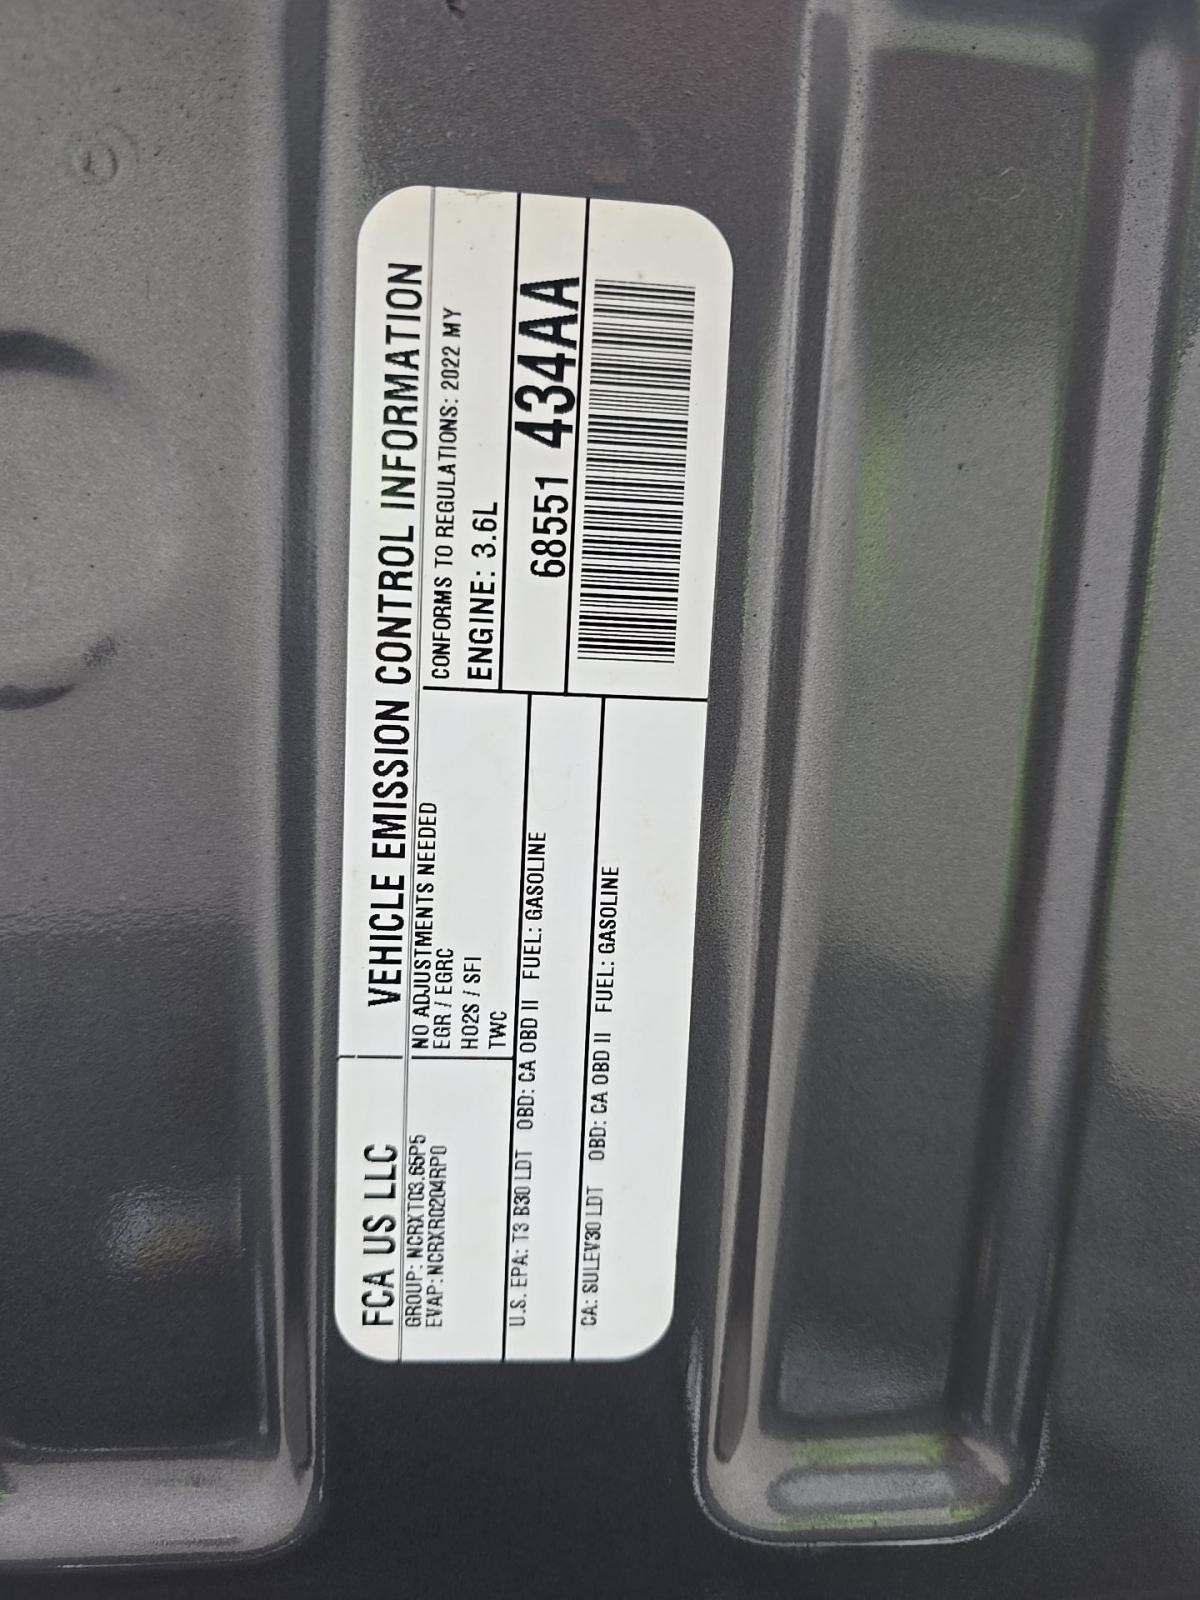 FCA US LLC
VEHICLE EMISSION CONTROL INFORMATION
GROUP: NCRXT03.65P5
EVAP: NCRXR0204RP0
NO ADJUSTMENTS NEEDED
EGR / EGRC
HO2S / SFI
TWC
CONFORMS TO REGULATIONS: 2022 MY
ENGINE: 3.6L
U.S. EPA: T3 B30 LDT OBD: CA OBD II FUEL: GASOLINE
68551 434AA
CA: SULEV30 LDT OBD: CA OBD II FUEL: GASOLINE